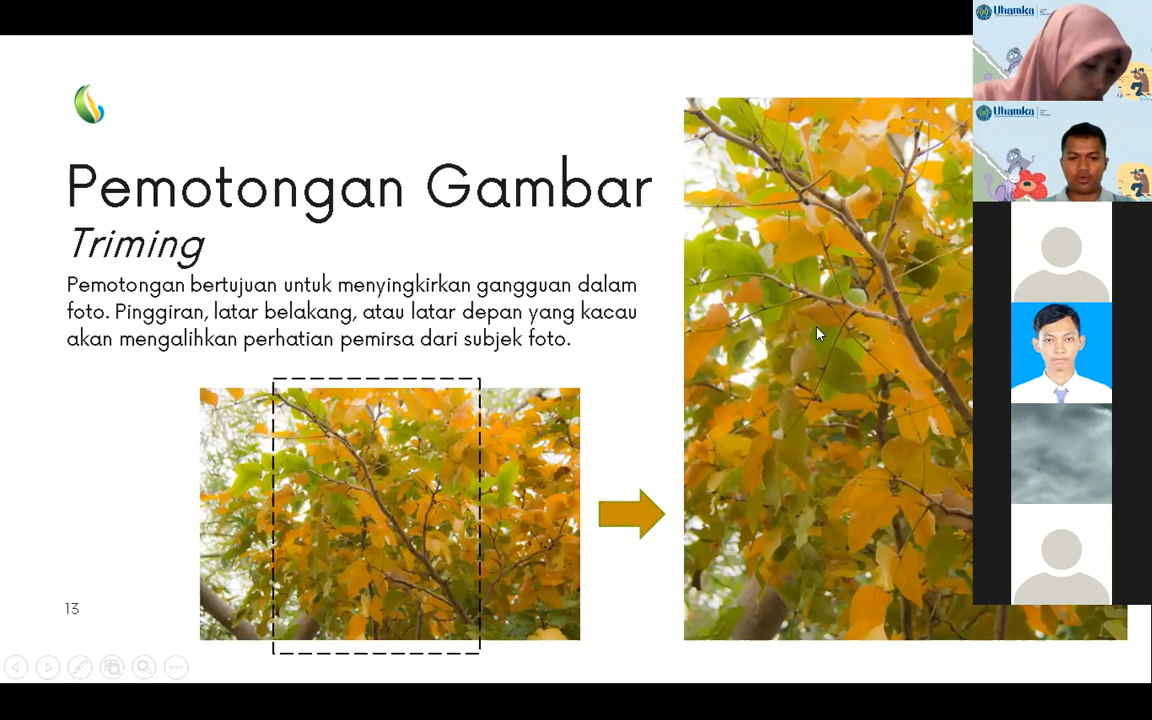 Pemotongan Gambar
Triming
Pemotongan bertujuan untuk menyingkirkan gangguan dalam
foto. Pinggiran, latar belakang, atau latar depan yang kacau
akan mengalihkan perhatian pemirsa dari subjek foto.
13
Uhamka
Uhamka